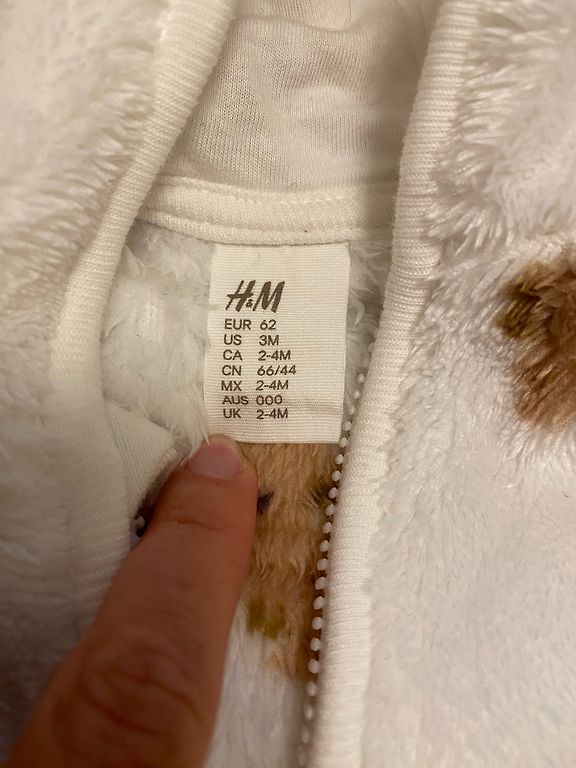 H&M
EUR 62
US 3M
CA 2-4M
CN 66/44
MX 2-4M
AUS 000
UK 2-4M